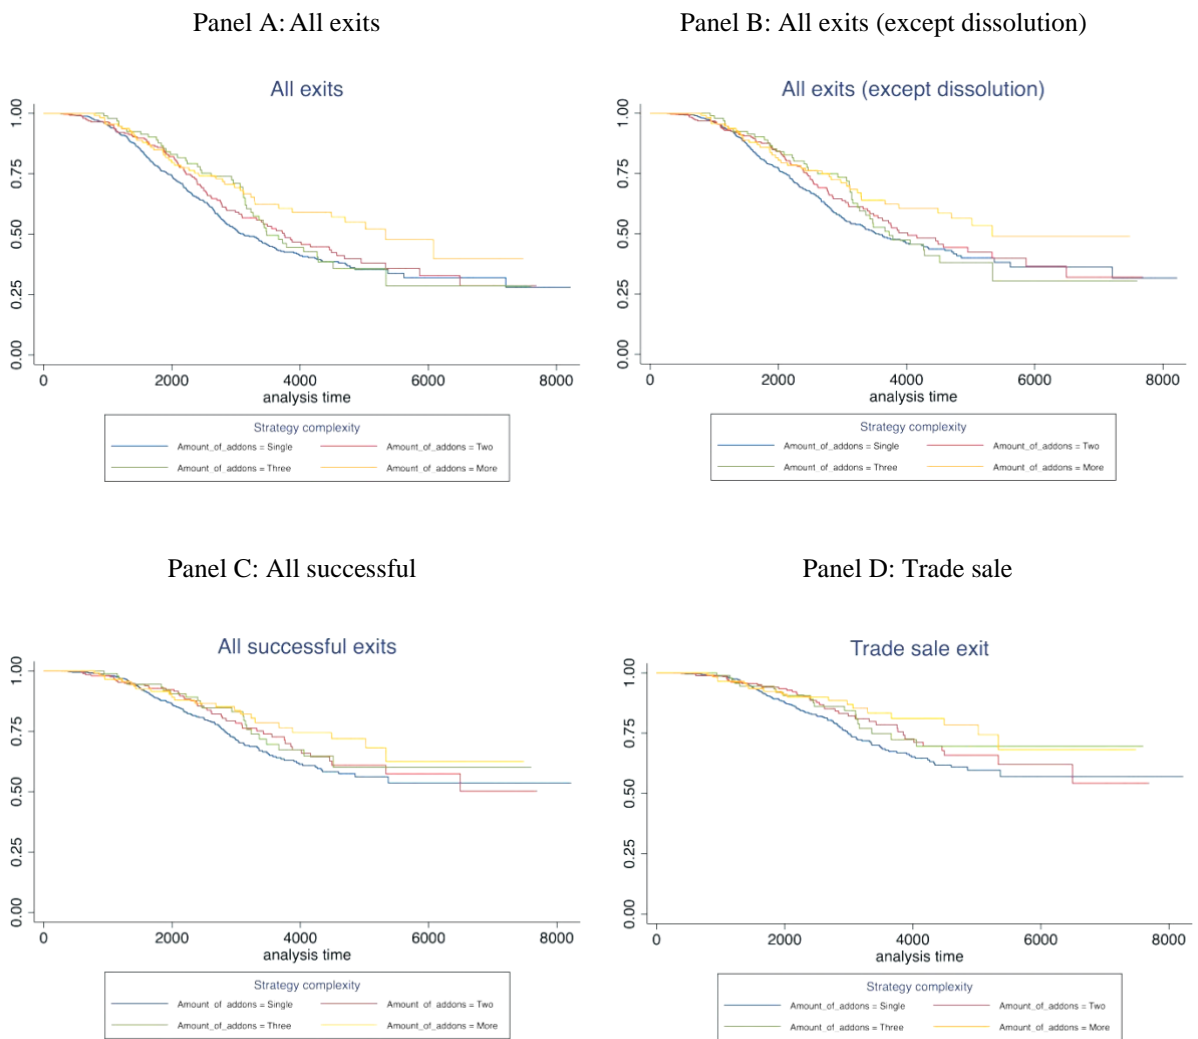 Panel A: All exits
Panel B: All exits (except dissolution)
All exits
1.00
0.75
0.50
0.25
0.00
0 2000 4000 6000 8000
analysis time
Strategy complexity
Amount_of_addons = Single Amount_of_addons = Two
Amount_of_addons = Three Amount_of_addons = More
All exits (except dissolution)
1.00
0.75
0.50
0.25
0.00
0 2000 4000 6000 8000
analysis time
Strategy complexity
Amount_of_addons = Single Amount_of_addons = Two
Amount_of_addons = Three Amount_of_addons = More
Panel C: All successful
Panel D: Trade sale
All successful exits
1.00
0.75
0.50
0.25
0.00
0 2000 4000 6000 8000
analysis time
Strategy complexity
Amount_of_addons = Single Amount_of_addons = Two
Amount_of_addons = Three Amount_of_addons = More
Trade sale exit
1.00
0.75
0.50
0.25
0.00
0 2000 4000 6000 8000
analysis time
Strategy complexity
Amount_of_addons = Single Amount_of_addons = Two
Amount_of_addons = Three Amount_of_addons = More